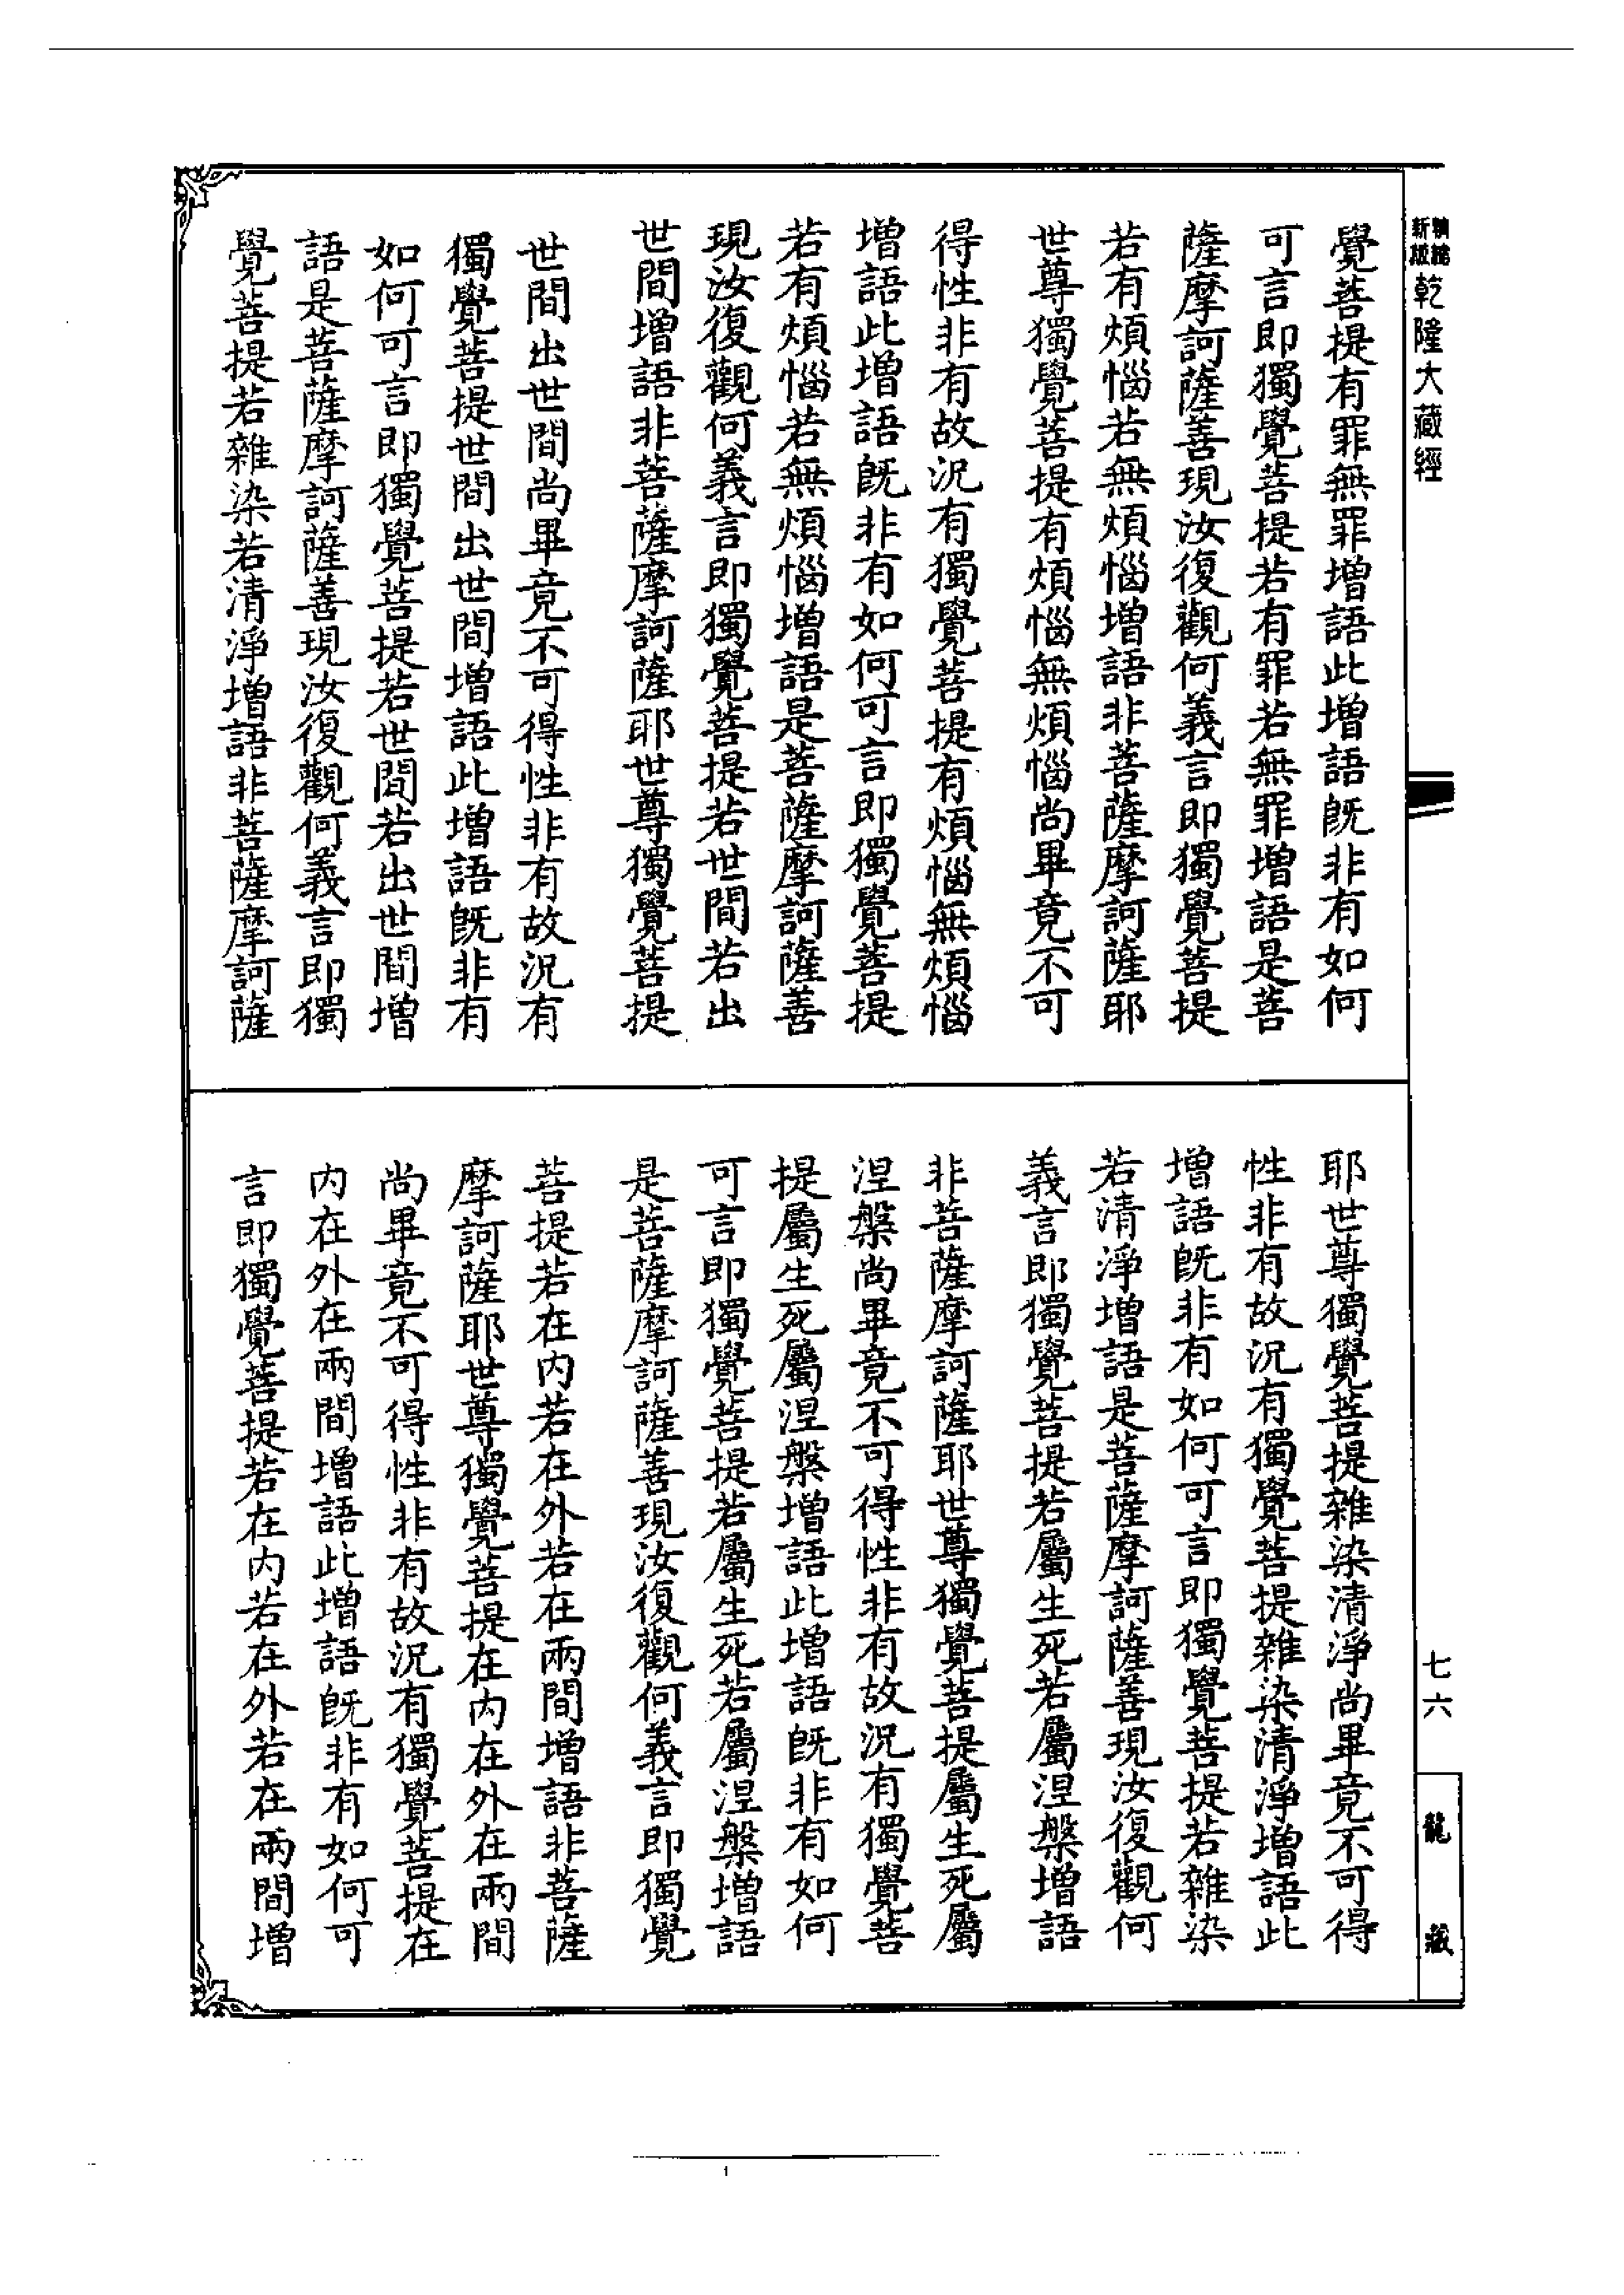 新版 精縮 乾隆大藏經
覺菩提有罪無罪增語此增語既非有如何
可言即獨覺菩提若有罪若無罪增語是菩
薩摩訶薩善現汝復觀何義言即獨覺菩提
若有煩惱若無煩惱增語非菩薩摩訶薩耶
世尊獨覺菩提有煩惱無煩惱尚畢竟不可
得性非有故況有獨覺菩提有煩惱無煩惱
增語此增語既非有如何可言即獨覺菩提
若有煩惱若無煩惱增語是菩薩摩訶薩善
現汝復觀何義言即獨覺菩提若世間若出
世間增語非菩薩摩訶薩耶世尊獨覺菩提
世間出世間尚畢竟不可得性非有故況有
獨覺菩提世間出世間增語此增語既非有
如何可言即獨覺菩提若世間若出世間增
語是菩薩摩訶薩善現汝復觀何義言即獨
覺菩提若雜染若清淨增語非菩薩摩訶薩
耶世尊獨覺菩提雜染清淨尚畢竟不可得
性非有故況有獨覺菩提雜染清淨增語此
增語既非有如何可言即獨覺菩提若雜染
若清淨增語是菩薩摩訶薩善現汝復觀何
義言即獨覺菩提若屬生死若屬涅槃增語
非菩薩摩訶薩耶世尊獨覺菩提屬生死屬
涅槃尚畢竟不可得性非有故況有獨覺菩
提屬生死屬涅槃增語此增語既非有如何
可言即獨覺菩提若屬生死若屬涅槃增語
是菩薩摩訶薩善現汝復觀何義言即獨覺
菩提若在內若在外若在兩間增語非菩薩
摩訶薩耶世尊獨覺菩提在內在外在兩間
尚畢竟不可得性非有故況有獨覺菩提在
內在外在兩間增語此增語既非有如何可
言即獨覺菩提若在內若在外若在兩間增
七六
龍藏